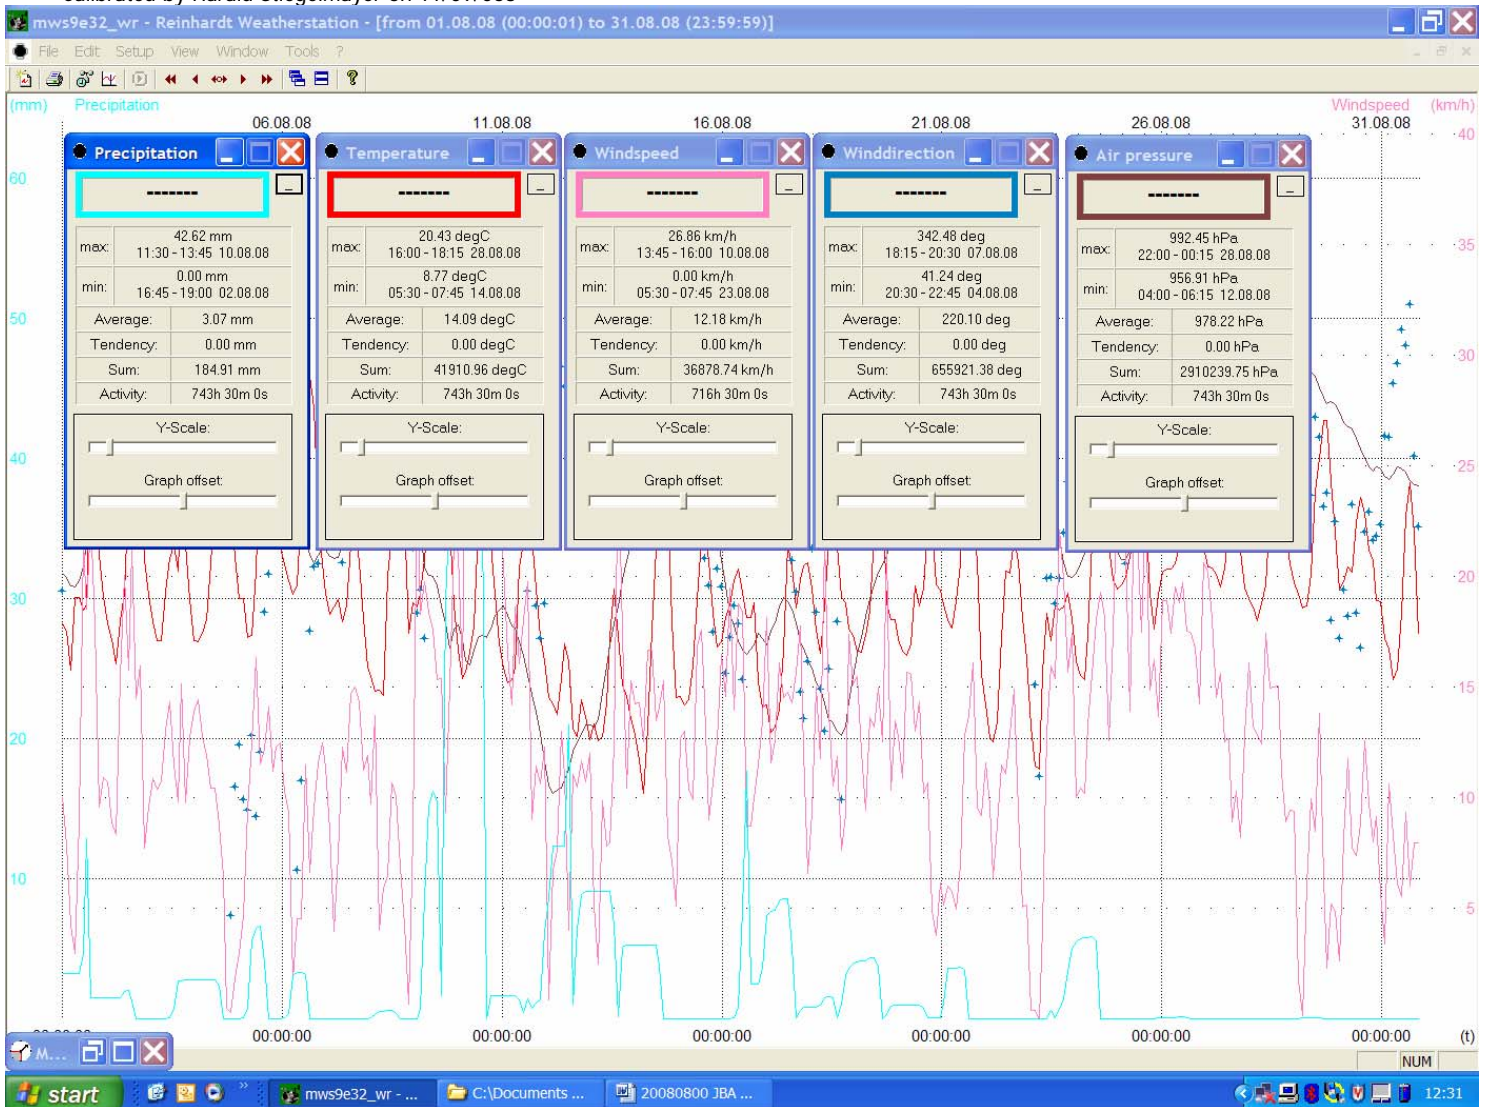 mws9e32_wr - Reinhardt Weatherstation - [from 01.08.08 (00:00:01) to 31.08.08 (23:59:59)]
File Edit Setup View Window Tools ?
(mm) Precipitation Windspeed (km/h)
06.08.08 11.08.08 16.08.08 21.08.08 26.08.08 31.08.08
Precipitation
-------
max: 42.62 mm
11:30 - 13:45 10.08.08
min: 0.00 mm
16:45 - 19:00 02.08.08
Average: 3.07 mm
Tendency: 0.00 mm
Sum: 184.91 mm
Activity: 743h 30m 0s
Y-Scale:
Graph offset:
Temperature
-------
max: 20.43 degC
16:00 - 18:15 28.08.08
min: 8.77 degC
05:30 - 07:45 14.08.08
Average: 14.09 degC
Tendency: 0.00 degC
Sum: 41910.96 degC
Activity: 743h 30m 0s
Y-Scale:
Graph offset:
Windspeed
-------
max: 26.86 km/h
13:45 - 16:00 10.08.08
min: 0.00 km/h
05:30 - 07:45 23.08.08
Average: 12.18 km/h
Tendency: 0.00 km/h
Sum: 36878.74 km/h
Activity: 716h 30m 0s
Y-Scale:
Graph offset:
Winddirection
-------
max: 342.48 deg
18:15 - 20:30 07.08.08
min: 41.24 deg
20:30 - 22:45 04.08.08
Average: 220.10 deg
Tendency: 0.00 deg
Sum: 655921.38 deg
Activity: 743h 30m 0s
Y-Scale:
Graph offset:
Air pressure
-------
max: 992.45 hPa
22:00 - 00:15 28.08.08
min: 956.91 hPa
04:00 - 06:15 12.08.08
Average: 978.22 hPa
Tendency: 0.00 hPa
Sum: 2910239.75 hPa
Activity: 743h 30m 0s
Y-Scale:
Graph offset:
60
50
40
30
20
10
40
35
30
25
20
15
10
5
00:00:00 00:00:00 00:00:00 00:00:00 00:00:00 00:00:00 (t)
M...
NUM
start mws9e32_wr - ... C:\Documents ... 20080800 JBA ... 12:31